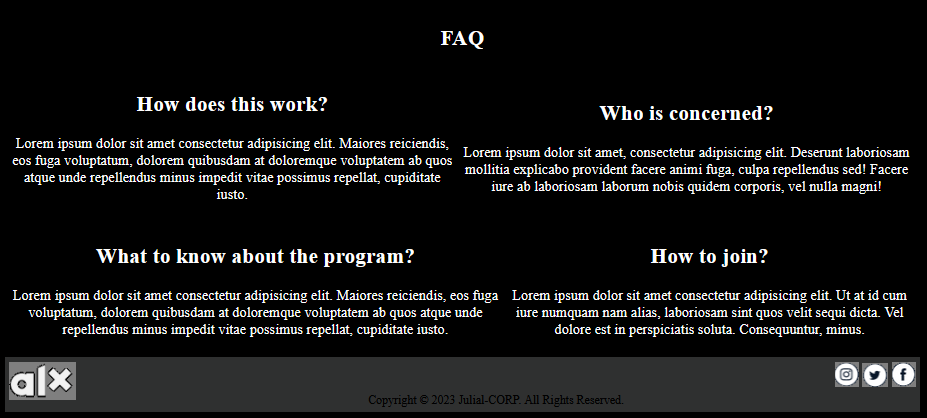 FAQ
How does this work?
Lorem ipsum dolor sit amet consectetur adipisicing elit. Maiores reiciendis,
eos fuga voluptatum, dolorem quibusdam at doloremque voluptatem ab quos
atque unde repellendus minus impedit vitae possimus repellat, cupiditate
iusto.
Who is concerned?
Lorem ipsum dolor sit amet, consectetur adipisicing elit. Deserunt laboriosam
mollitia explicabo provident facere animi fuga, culpa repellendus sed! Facere
iure ab laboriosam laborum nobis quidem corporis, vel nulla magni!
What to know about the program?
Lorem ipsum dolor sit amet consectetur adipisicing elit. Maiores reiciendis, eos fuga
voluptatum, dolorem quibusdam at doloremque voluptatem ab quos atque unde
repellendus minus impedit vitae possimus repellat, cupiditate iusto.
How to join?
Lorem ipsum dolor sit amet consectetur adipisicing elit. Ut at id cum
iure numquam nam alias, laboriosam sint quos velit sequi dicta. Vel
dolore est in perspiciatis soluta. Consequuntur, minus.
alx
Copyright © 2023 Julial-CORP. All Rights Reserved.